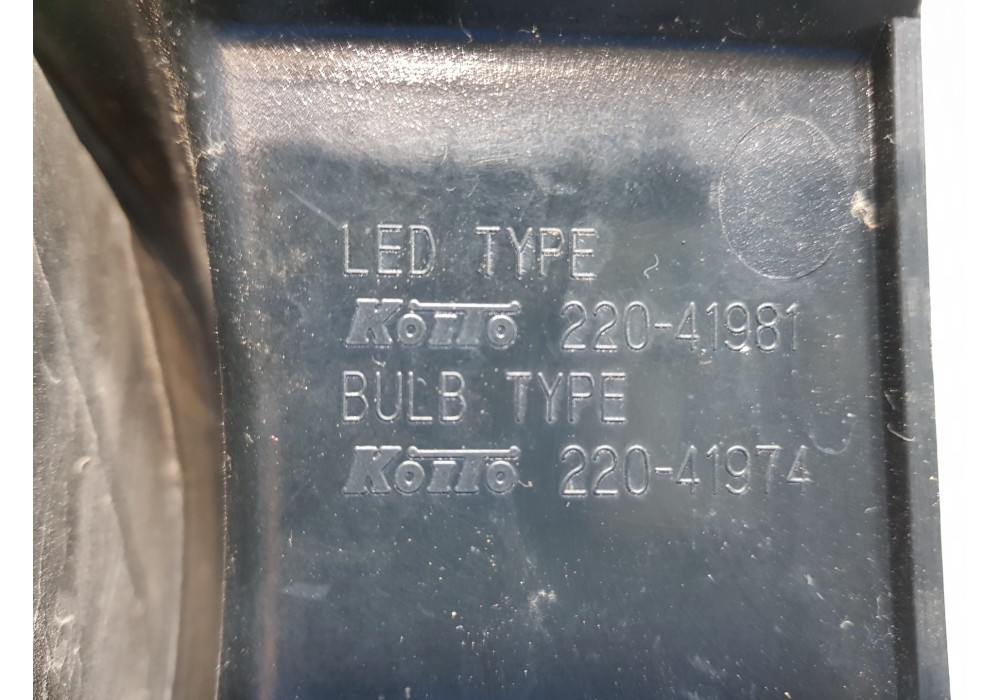 LED TYPE
KOITO 220-41981
BULB TYPE
KOITO 220-41974